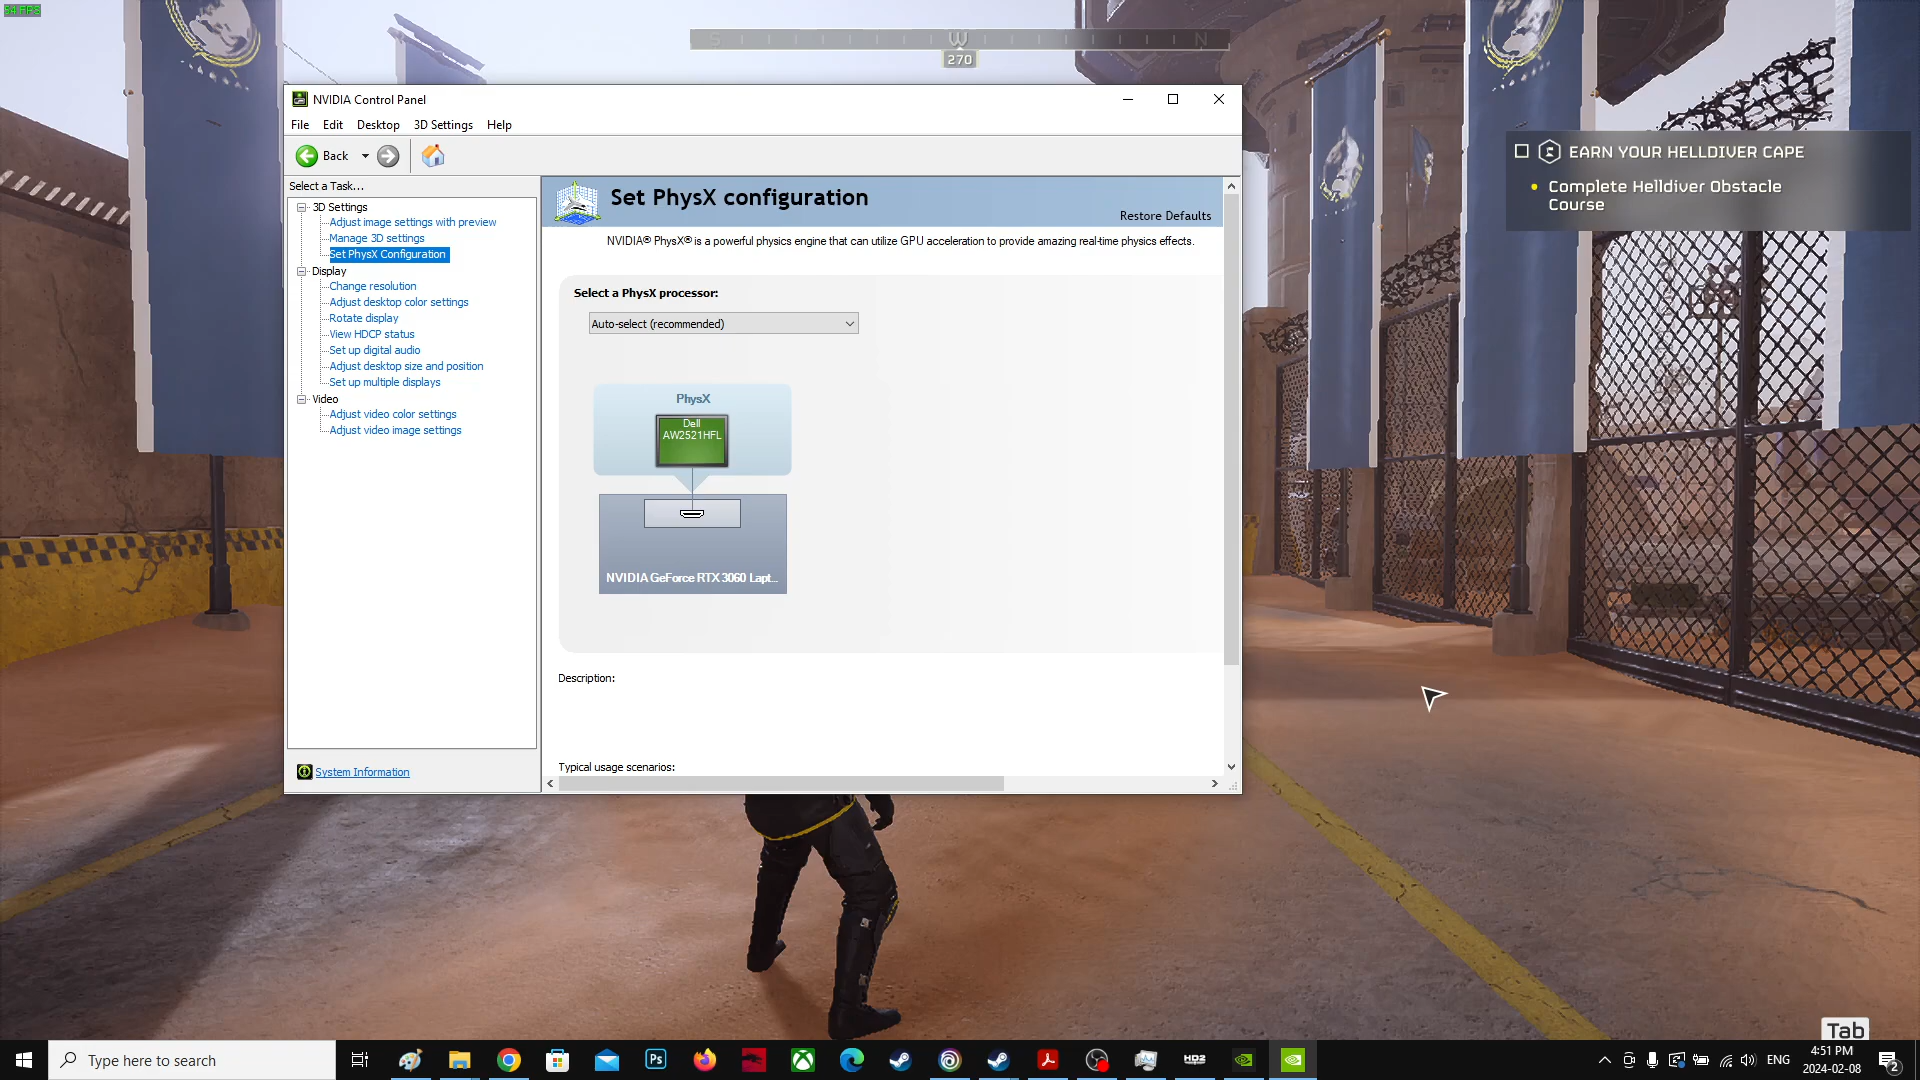 54 FPS
S W N
270
NVIDIA Control Panel
File Edit Desktop 3D Settings Help
Back
Select a Task...
3D Settings
Adjust image settings with preview
Manage 3D settings
Set PhysX Configuration
Display
Change resolution
Adjust desktop color settings
Rotate display
View HDCP status
Set up digital audio
Adjust desktop size and position
Set up multiple displays
Video
Adjust video color settings
Adjust video image settings
System Information
Set PhysX configuration
Restore Defaults
NVIDIA® PhysX® is a powerful physics engine that can utilize GPU acceleration to provide amazing real-time physics effects.
Select a PhysX processor:
Auto-select (recommended)
PhysX
Dell
AW2521HFL
NVIDIA GeForce RTX 3060 Lapt...
Description:
Typical usage scenarios:
EARN YOUR HELLDIVER CAPE
Complete Helldiver Obstacle
Course
Tab
Type here to search
Ps
HD2
ENG
4:51 PM
2024-02-08
2